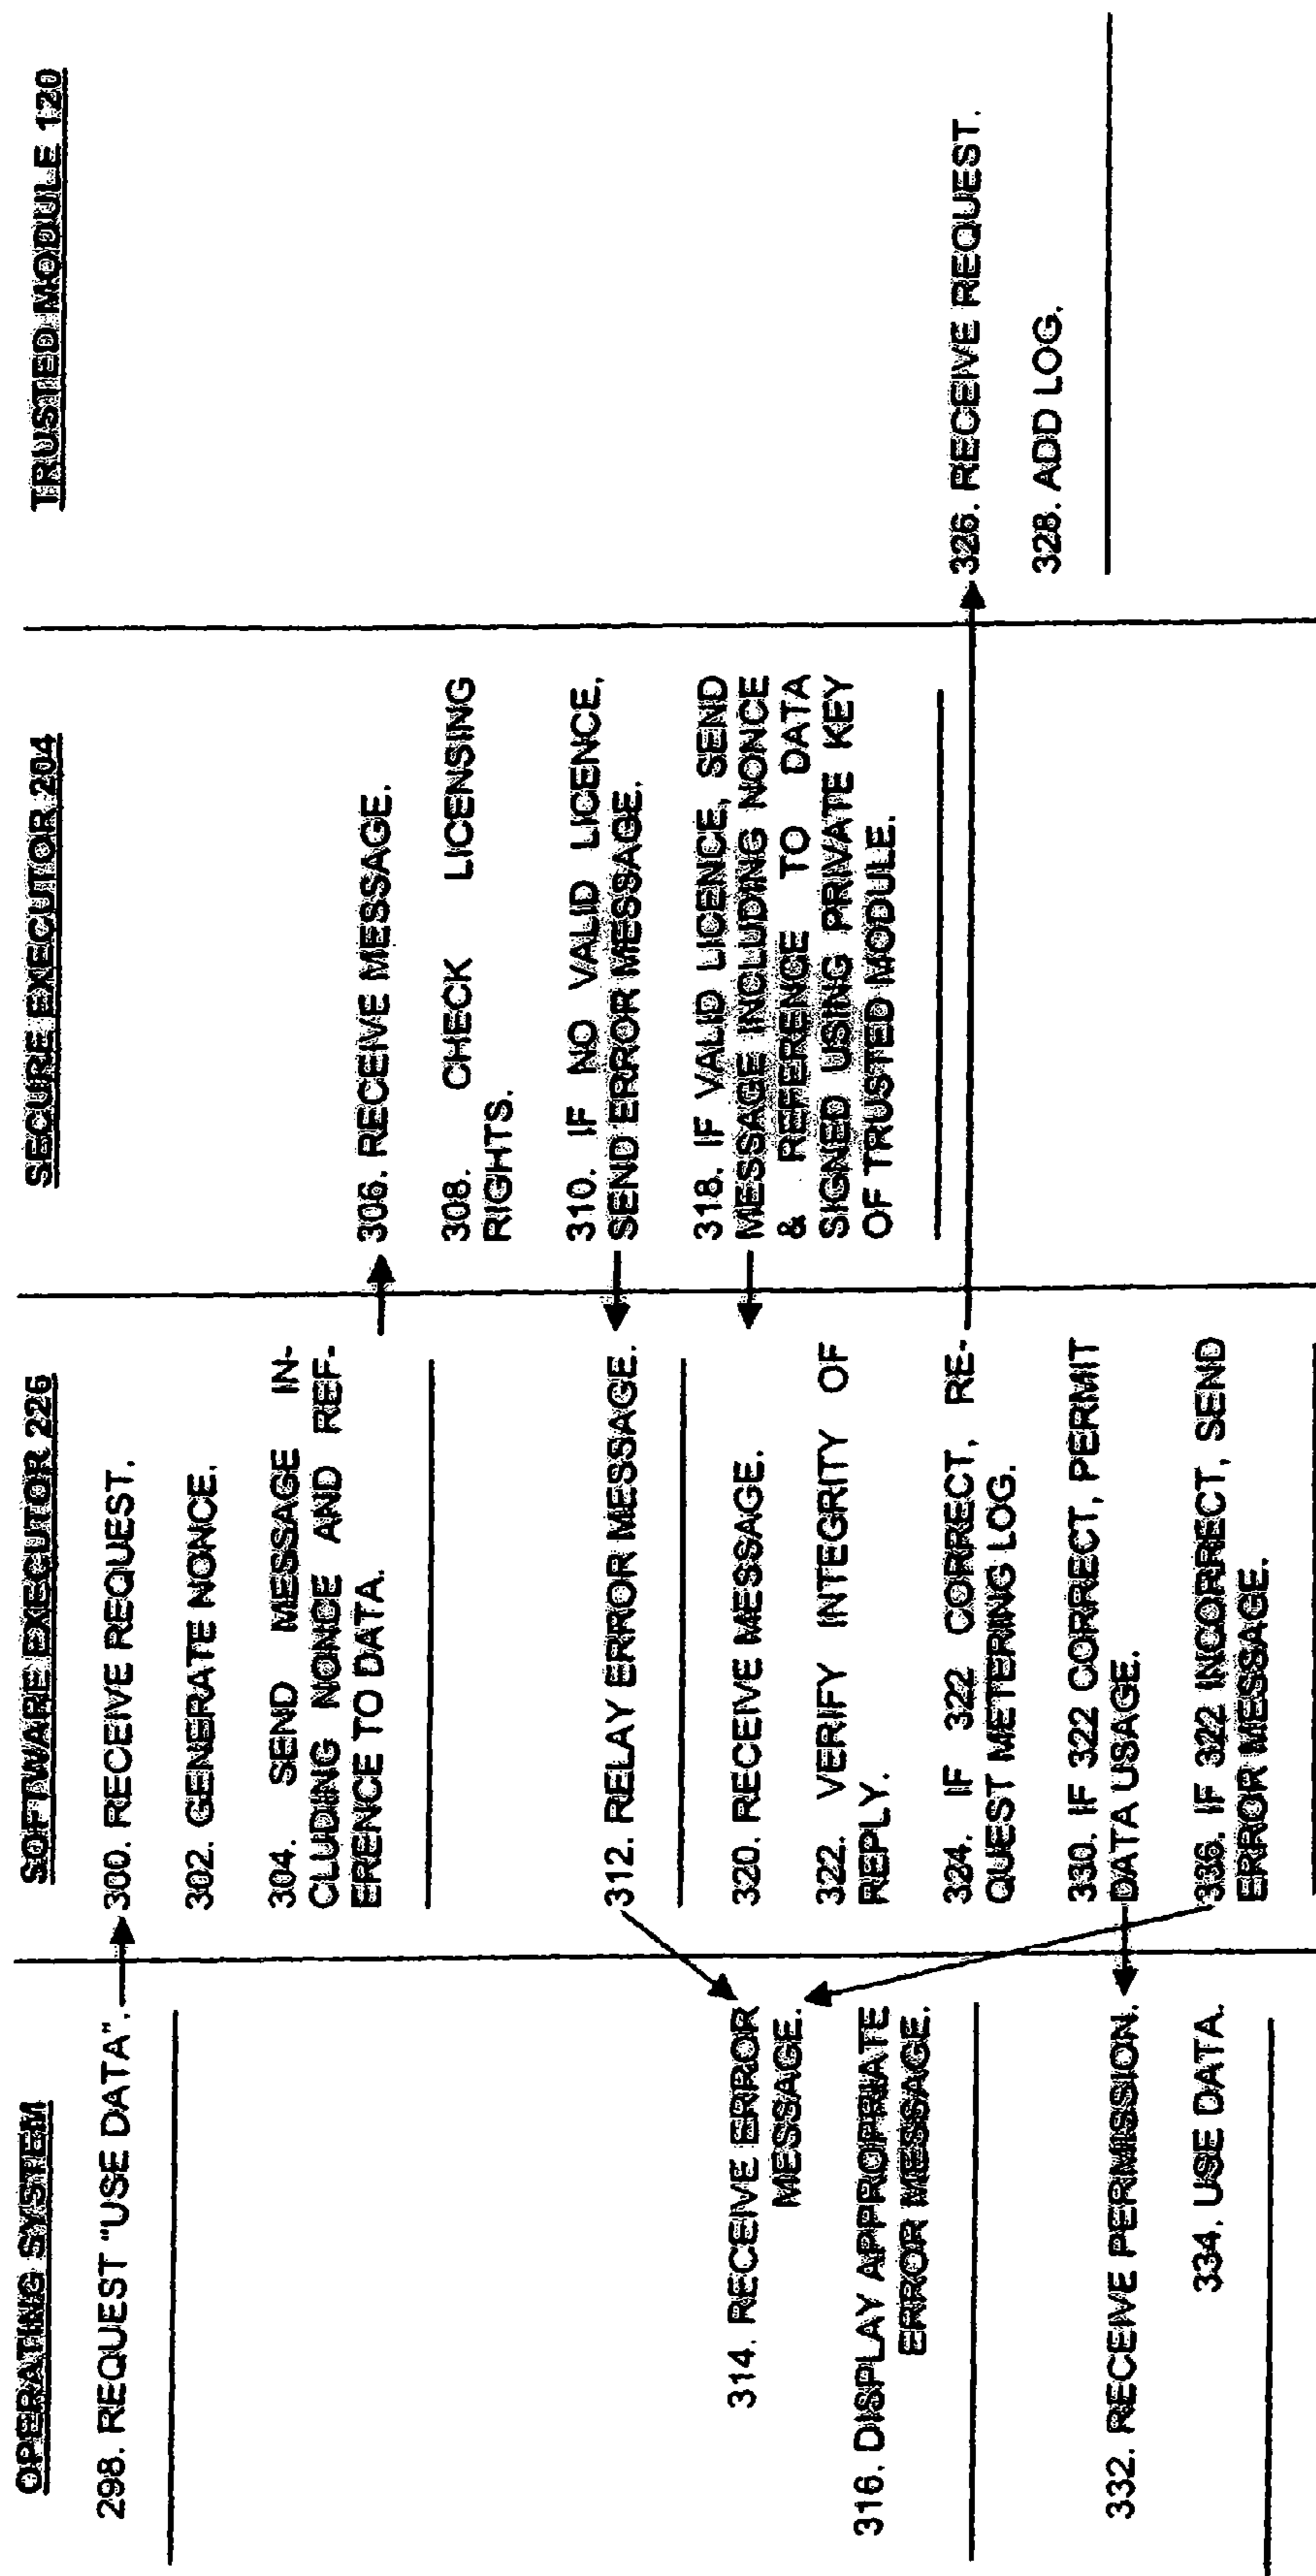 OPERATING SYSTEM
298. REQUEST "USE DATA".
314. RECEIVE ERROR
MESSAGE.
316. DISPLAY APPROPRIATE
ERROR MESSAGE.
332. RECEIVE PERMISSION.
334. USE DATA.
SOFTWARE EXECUTOR 226
300. RECEIVE REQUEST.
302. GENERATE NONCE.
304. SEND MESSAGE IN-
CLUDING NONCE AND REF-
ERENCE TO DATA.
312. RELAY ERROR MESSAGE.
320. RECEIVE MESSAGE.
322. VERIFY INTEGRITY OF
REPLY.
324. IF 322 CORRECT, RE-
QUEST METERING LOG.
330. IF 322 CORRECT, PERMIT
DATA USAGE.
336. IF 322 INCORRECT, SEND
ERROR MESSAGE.
SECURE EXECUTOR 204
306. RECEIVE MESSAGE.
308. CHECK LICENSING
RIGHTS.
310. IF NO VALID LICENCE,
SEND ERROR MESSAGE.
318. IF VALID LICENCE, SEND
MESSAGE INCLUDING NONCE
& REFERENCE TO DATA
SIGNED USING PRIVATE KEY
OF TRUSTED MODULE.
TRUSTED MODULE 120
326. RECEIVE REQUEST.
328. ADD LOG.